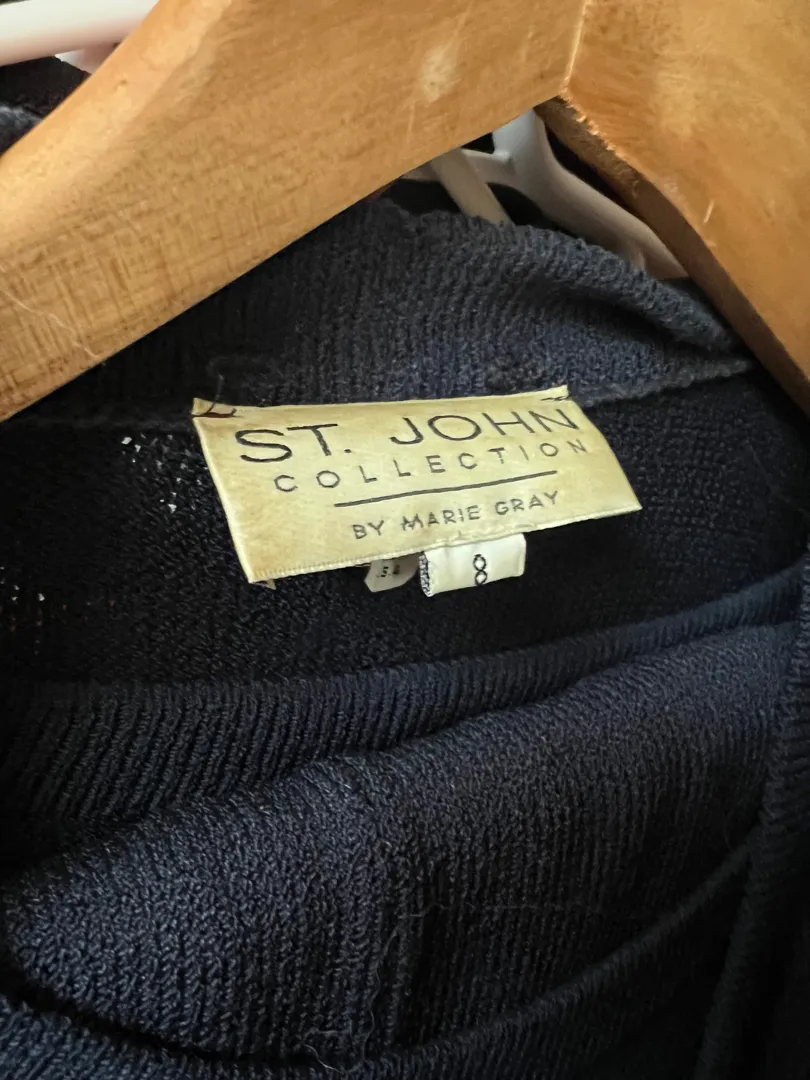 ST. JOHN
COLLECTION
BY MARIE GRAY
8